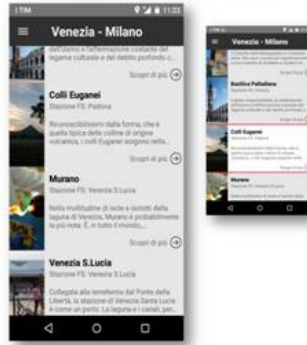 I TIM 11:23
Venezia - Milano
dell'uomo e l'affermazione costante del
legame culturale e del debito profondo c...
Scopri di più
Colli Euganei
Stazione FS: Padova
Riconoscibilissimi dalla forma, che è
quella tipica delle colline di origine
vulcanica, i colli Euganei sorgono nella...
Scopri di più
Murano
Stazione FS: Venezia S.Lucia
Nella moltitudine di isole e isolotti della
laguna di Venezia, Murano è probabilmente
la più nota. È, in tutto il mondo,...
Scopri di più
Venezia S.Lucia
Stazione FS: Venezia S.Lucia
Collegata alla terraferma dal Ponte della
Libertà, la stazione di Venezia Santa Lucia
è come un porto. La laguna e i canali, per...
Venezia - Milano
Basilica Palladiana
Colli Euganei
Stazione FS: Padova
Murano